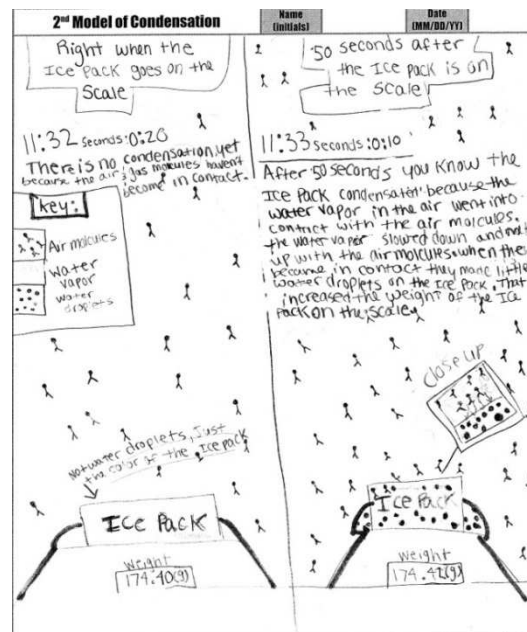 2nd Model of Condensation
Name
(initials)
Date
(MM/DD/YY)
Right when the
Ice Pack goes on the
Scale
11:32 seconds:0:20
There is no condensation yet
because the air, gas molcules haven't
become in contact.
key:
Air molcules
water
vapor
water
droplets
Not water droplets, Just
the color of the Ice pack
ICe PACK
weight
174.40(g)
50 seconds after
the Ice pack is on
the Scale
11:33 seconds:0:10
After 50 seconds you know the
Ice Pack condensated because the
water vapor in the air went into
contact with the air molcules.
the water vapor slowed down and met
up with the air molcules. when the
became in contact they made little
water droplets on the Ice Pack. That
increased the weight of the Ice
Pack on the scale.
close up
ICe PACK
weight
174.42(g)